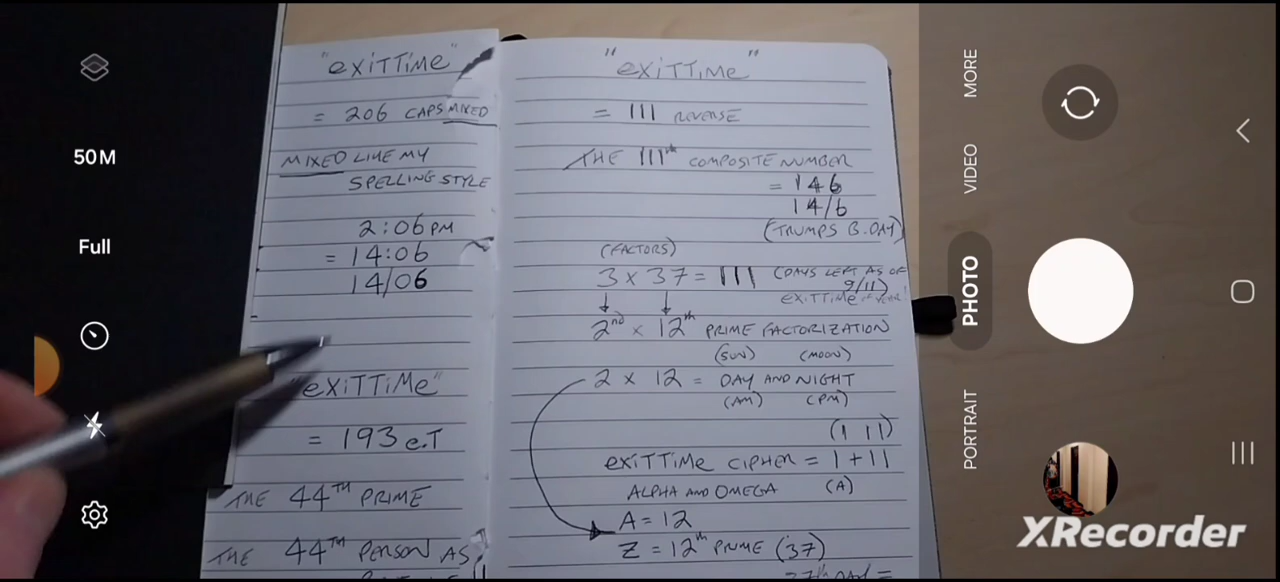 "exiTTiMe"
= 206 CAPS MIXED
MIXED LIKE MY
SPELLING STYLE
2:06PM
= 14:06
14/06
"exiTTiMe"
= 193 e.T
THE 44TH PRIME
THE 44TH PERSON AS
"exiTTiMe"
= 111 REVERSE
THE 111th COMPOSITE NUMBER
= 146
14/6
(TRUMPS B.DAY)
(FACTORS)
3 x 37 = 111 (DAYS LEFT AS OF
9/11)
exiTTiMe OF YEAR!
2nd x 12th PRIME FACTORIZATION
(SUN) (MOON)
2 x 12 = DAY AND NIGHT
(AM) (PM)
(1 11)
exiTTiMe CIPHER = 1 + 11
ALPHA AND OMEGA (A)
A = 12
Z = 12th PRIME (37)
50M
Full
MORE
VIDEO
PHOTO
PORTRAIT
XRecorder